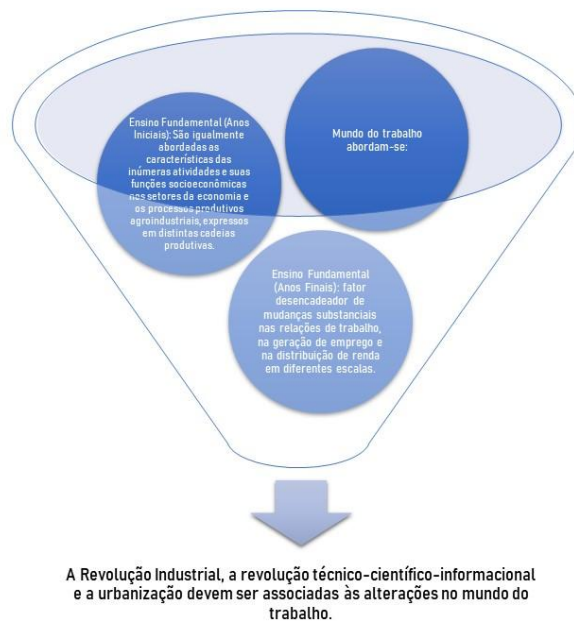 Ensino Fundamental (Anos
Iniciais): São igualmente
abordadas as
características das
inúmeras atividades e suas
funções socioeconômicas
nos setores da economia e
os processos produtivos
agroindustriais, expressos
em distintas cadeias
produtivas.
Mundo do trabalho
abordam-se:
Ensino Fundamental
(Anos Finais): fator
desencadeador de
mudanças substanciais
nas relações de trabalho,
na geração de emprego e
na distribuição de renda
em diferentes escalas.
A Revolução Industrial, a revolução técnico-científico-informacional
e a urbanização devem ser associadas às alterações no mundo do
trabalho.